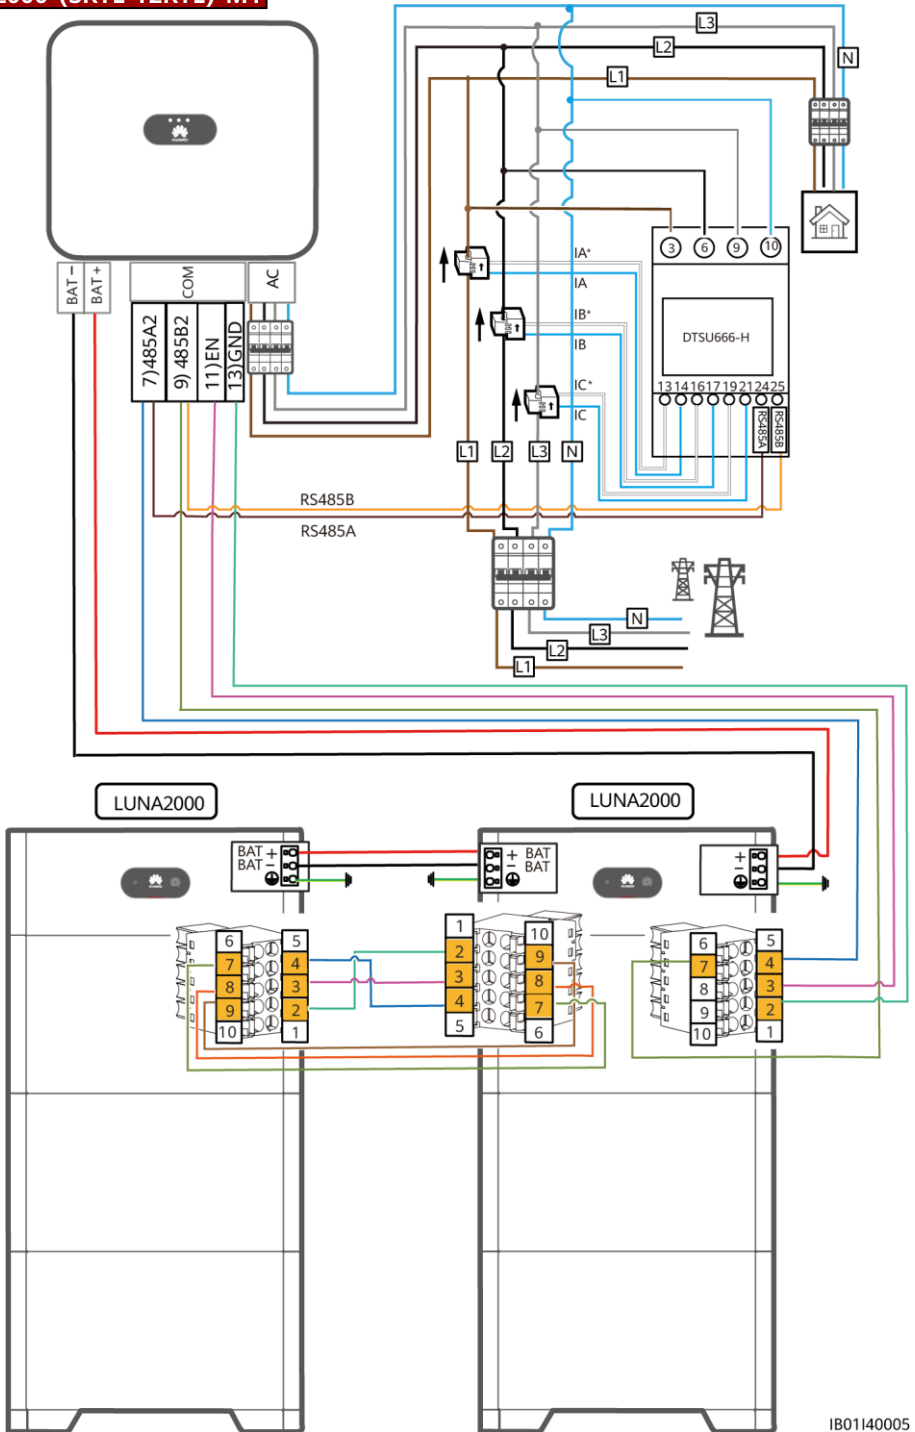 L3
L2
N
L1
BAT −
BAT +
COM
AC
7)485A2
9) 485B2
11)EN
13)GND
3
6
9
10
IA*
IA
IB*
IB
IC*
IC
DTSU666-H
13 14 16 17 19 21 24 25
RS485A
RS485B
L1
L2
L3
N
RS485B
RS485A
N
L3
L2
L1
LUNA2000
LUNA2000
BAT +
BAT −
+ BAT
− BAT
+
−
6
7
8
9
10
5
4
3
2
1
1
2
3
4
5
10
9
8
7
6
6
7
8
9
10
5
4
3
2
1
IB01I40005